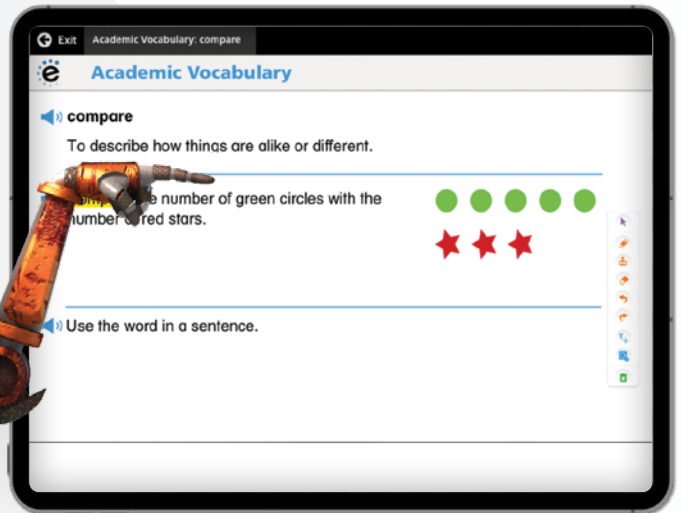 Exit Academic Vocabulary: compare
e Academic Vocabulary
compare
To describe how things are alike or different.
number of green circles with the
number red stars.
Use the word in a sentence.